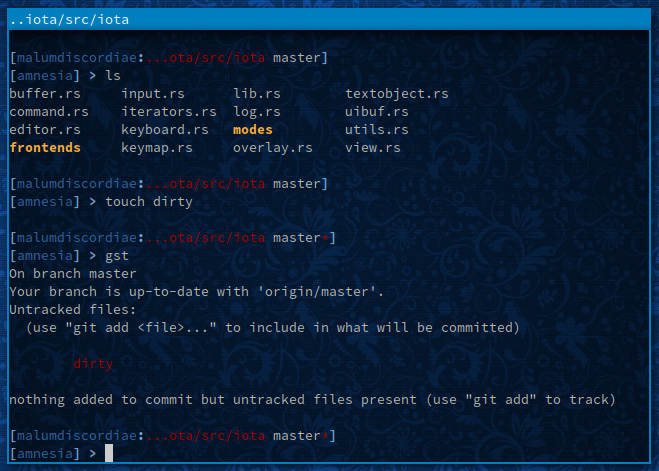 ..iota/src/iota
[malumdiscordiae:...ota/src/iota master]
[amnesia] > ls
buffer.rs input.rs lib.rs textobject.rs
command.rs iterators.rs log.rs uibuf.rs
editor.rs keyboard.rs modes utils.rs
frontends keymap.rs overlay.rs view.rs
[malumdiscordiae:...ota/src/iota master]
[amnesia] > touch dirty
[malumdiscordiae:...ota/src/iota master*]
[amnesia] > gst
On branch master
Your branch is up-to-date with 'origin/master'.
Untracked files:
(use "git add <file>..." to include in what will be committed)
dirty
nothing added to commit but untracked files present (use "git add" to track)
[malumdiscordiae:...ota/src/iota master*]
[amnesia] >